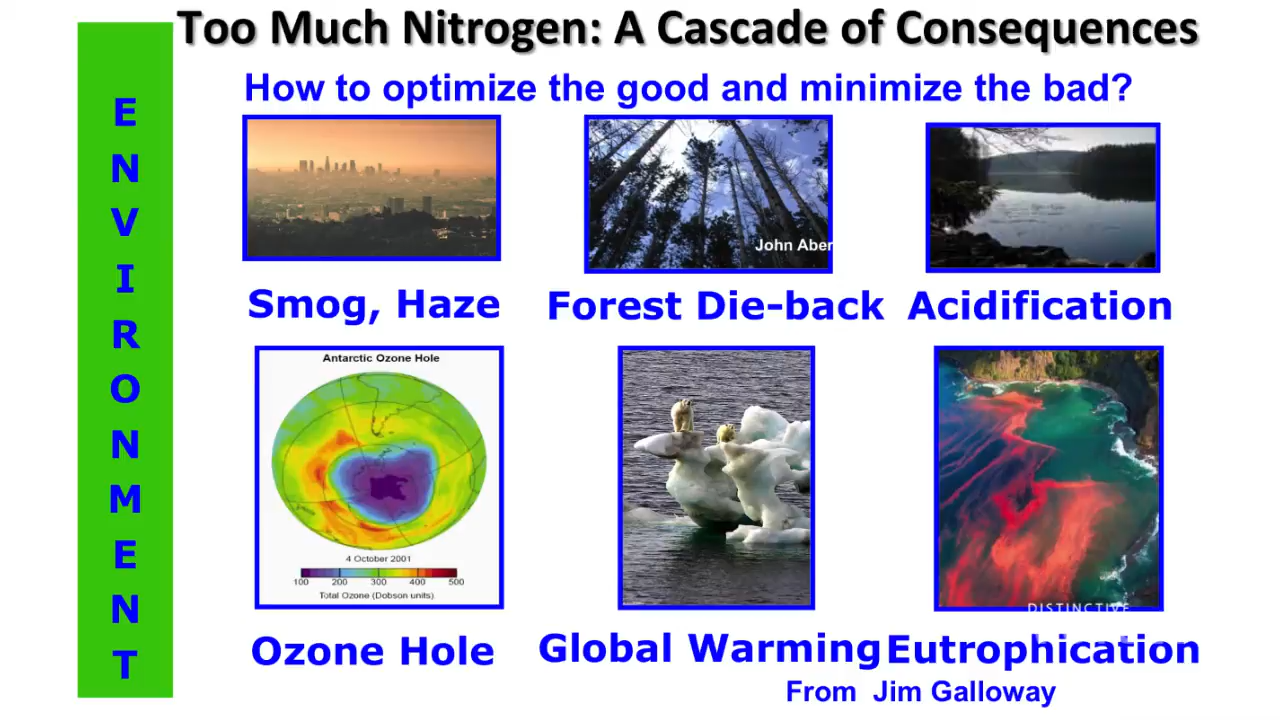 Too Much Nitrogen: A Cascade of Consequences
How to optimize the good and minimize the bad?
ENVIRONMENT
John Aber
Smog, Haze
Forest Die-back
Acidification
Antarctic Ozone Hole
4 October 2001
100 200 300 400 500
Total Ozone (Dobson units).
DISTINCTIVE
Ozone Hole
Global Warming
Eutrophication
From Jim Galloway